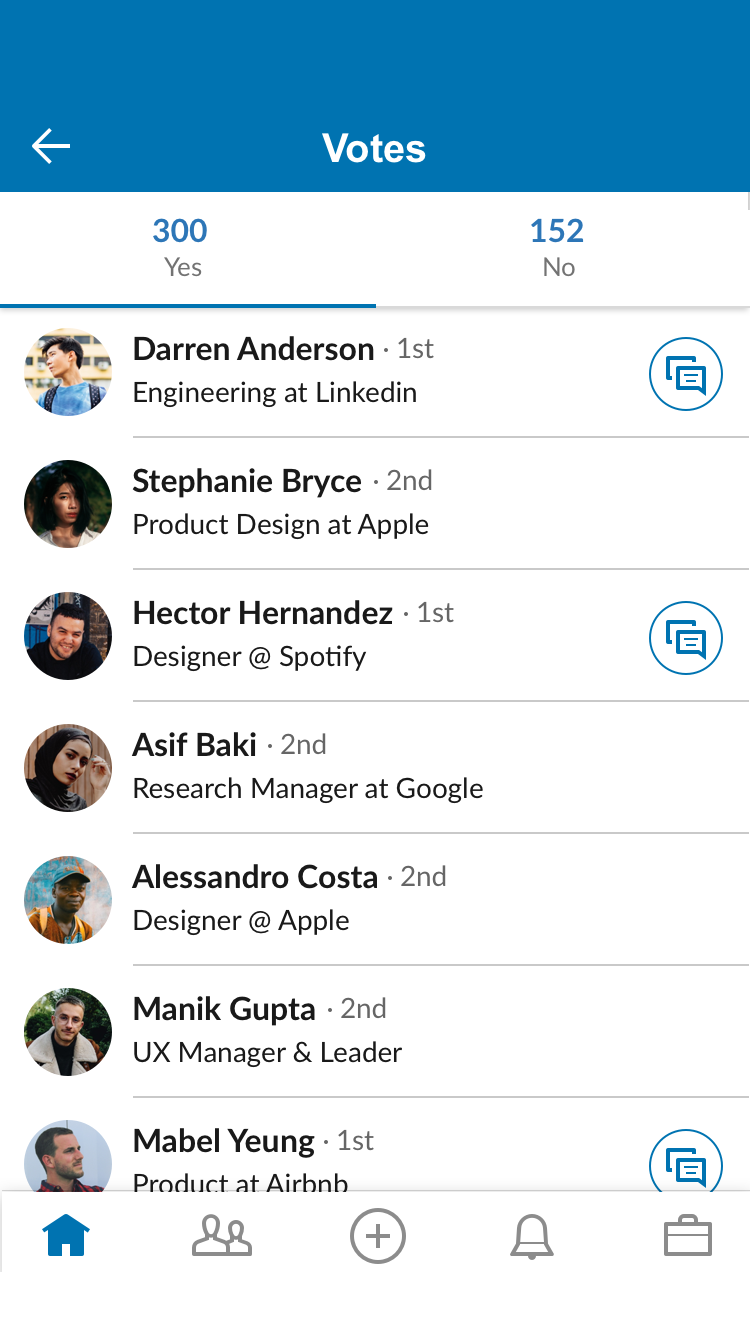 Votes
300
Yes
152
No
Darren Anderson · 1st
Engineering at Linkedin
Stephanie Bryce · 2nd
Product Design at Apple
Hector Hernandez · 1st
Designer @ Spotify
Asif Baki · 2nd
Research Manager at Google
Alessandro Costa · 2nd
Designer @ Apple
Manik Gupta · 2nd
UX Manager & Leader
Mabel Yeung · 1st
Product at Airbnb